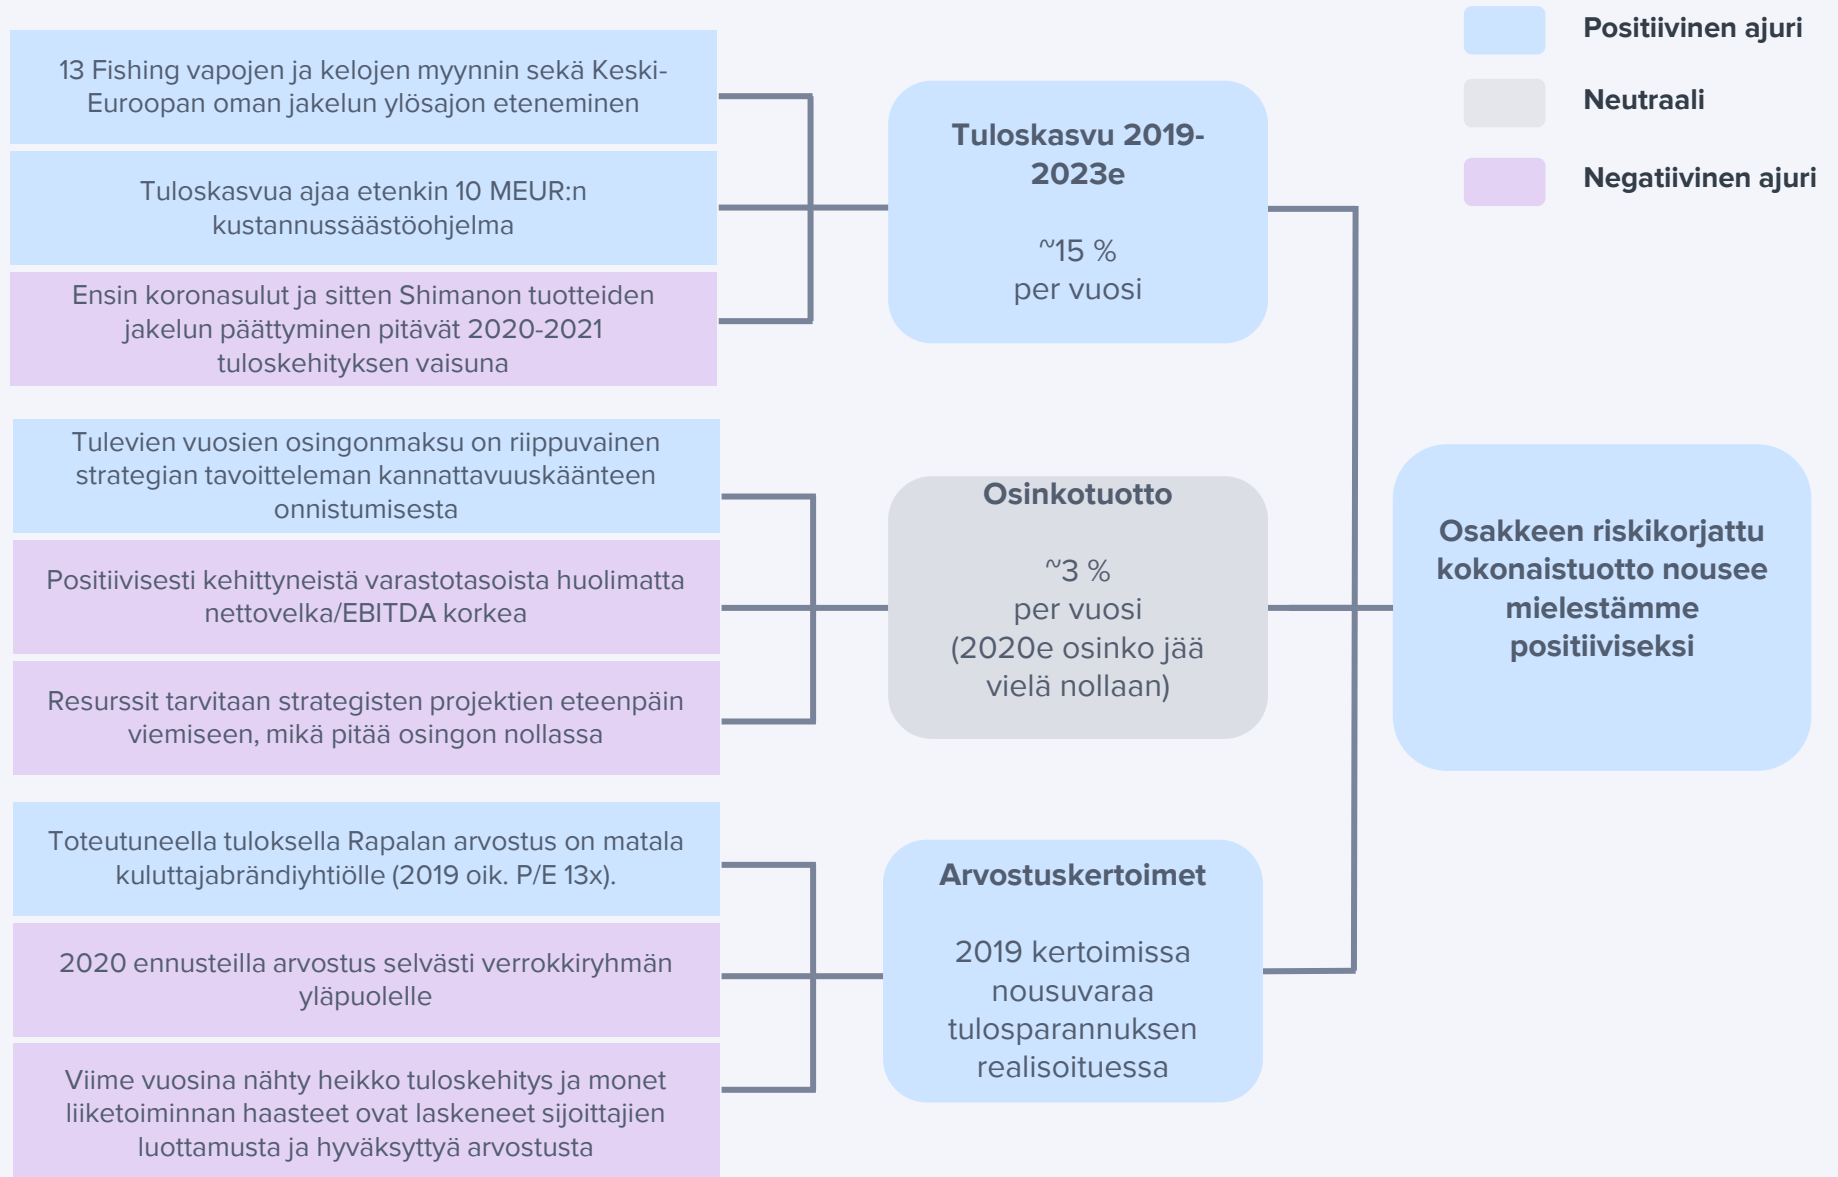 Positiivinen ajuri
Neutraali
Negatiivinen ajuri
13 Fishing vapojen ja kelojen myynnin sekä Keski-
Euroopan oman jakelun ylösajon eteneminen
Tuloskasvua ajaa etenkin 10 MEUR:n
kustannussäästöohjelma
Ensin koronasulut ja sitten Shimanon tuotteiden
jakelun päättyminen pitävät 2020-2021
tuloskehityksen vaisuna
Tuloskasvu 2019-
2023e
~15 %
per vuosi
Tulevien vuosien osingonmaksu on riippuvainen
strategian tavoitteleman kannattavuuskäänteen
onnistumisesta
Positiivisesti kehittyneistä varastotasoista huolimatta
nettovelka/EBITDA korkea
Resurssit tarvitaan strategisten projektien eteenpäin
viemiseen, mikä pitää osingon nollassa
Osinkotuotto
~3 %
per vuosi
(2020e osinko jää
vielä nollaan)
Toteutuneella tuloksella Rapalan arvostus on matala
kuluttajabrändiyhtiölle (2019 oik. P/E 13x).
2020 ennusteilla arvostus selvästi verrokkiryhmän
yläpuolelle
Viime vuosina nähty heikko tuloskehitys ja monet
liiketoiminnan haasteet ovat laskeneet sijoittajien
luottamusta ja hyväksyttyä arvostusta
Arvostuskertoimet
2019 kertoimissa
nousuvaraa
tulosparannuksen
realisoituessa
Osakkeen riskikorjattu
kokonaistuotto nousee
mielestämme
positiiviseksi